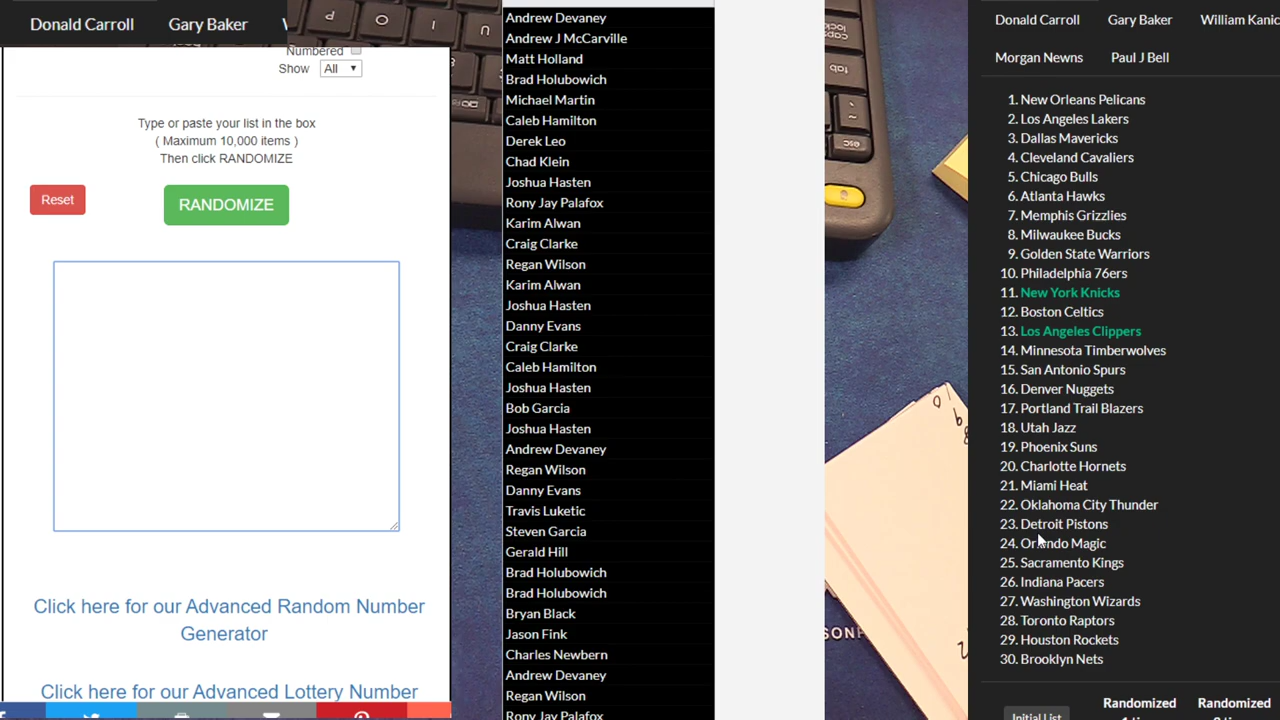 Donald Carroll Gary Baker
Numbered
Show All
Type or paste your list in the box
( Maximum 10,000 items )
Then click RANDOMIZE
Reset
RANDOMIZE
Click here for our Advanced Random Number
Generator
Click here for our Advanced Lottery Number
Andrew Devaney
Andrew J McCarville
Matt Holland
Brad Holubowich
Michael Martin
Caleb Hamilton
Derek Leo
Chad Klein
Joshua Hasten
Rony Jay Palafox
Karim Alwan
Craig Clarke
Regan Wilson
Karim Alwan
Joshua Hasten
Danny Evans
Craig Clarke
Caleb Hamilton
Joshua Hasten
Bob Garcia
Joshua Hasten
Andrew Devaney
Regan Wilson
Danny Evans
Travis Luketic
Steven Garcia
Gerald Hill
Brad Holubowich
Brad Holubowich
Bryan Black
Jason Fink
Charles Newbern
Andrew Devaney
Regan Wilson
Rony Jay Palafox
caps lock
tab
esc
Donald Carroll Gary Baker William Kanic
Morgan Newns Paul J Bell
1. New Orleans Pelicans
2. Los Angeles Lakers
3. Dallas Mavericks
4. Cleveland Cavaliers
5. Chicago Bulls
6. Atlanta Hawks
7. Memphis Grizzlies
8. Milwaukee Bucks
9. Golden State Warriors
10. Philadelphia 76ers
11. New York Knicks
12. Boston Celtics
13. Los Angeles Clippers
14. Minnesota Timberwolves
15. San Antonio Spurs
16. Denver Nuggets
17. Portland Trail Blazers
18. Utah Jazz
19. Phoenix Suns
20. Charlotte Hornets
21. Miami Heat
22. Oklahoma City Thunder
23. Detroit Pistons
24. Orlando Magic
25. Sacramento Kings
26. Indiana Pacers
27. Washington Wizards
28. Toronto Raptors
29. Houston Rockets
30. Brooklyn Nets
Initial List Randomized Randomized